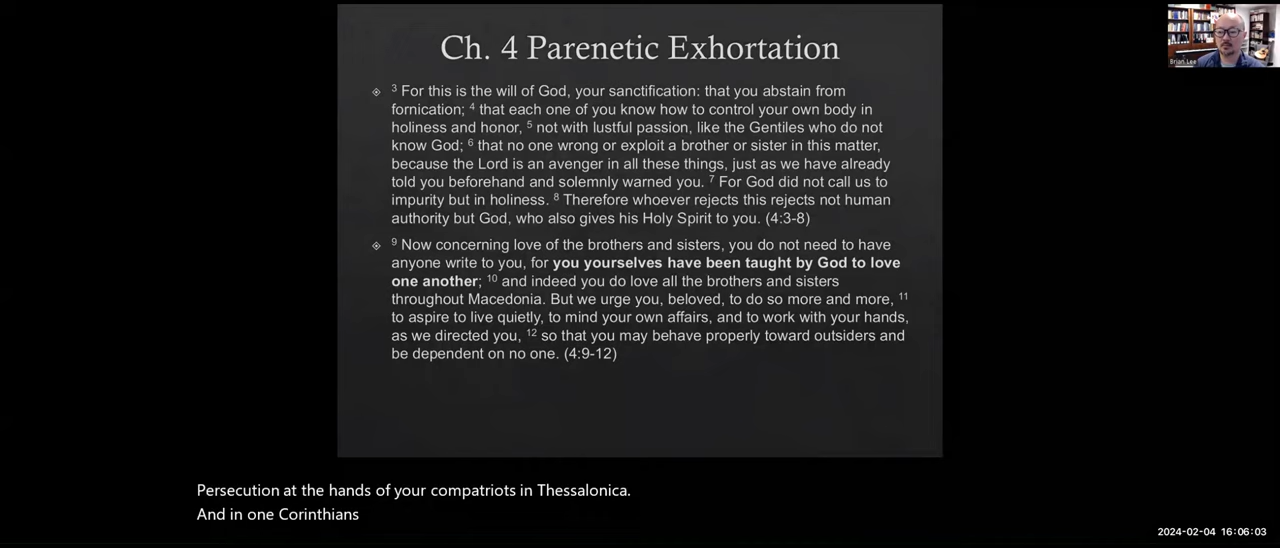 Ch. 4 Parenetic Exhortation
3 For this is the will of God, your sanctification: that you abstain from
fornication; 4 that each one of you know how to control your own body in
holiness and honor, 5 not with lustful passion, like the Gentiles who do not
know God; 6 that no one wrong or exploit a brother or sister in this matter,
because the Lord is an avenger in all these things, just as we have already
told you beforehand and solemnly warned you. 7 For God did not call us to
impurity but in holiness. 8 Therefore whoever rejects this rejects not human
authority but God, who also gives his Holy Spirit to you. (4:3-8)
9 Now concerning love of the brothers and sisters, you do not need to have
anyone write to you, for you yourselves have been taught by God to love
one another; 10 and indeed you do love all the brothers and sisters
throughout Macedonia. But we urge you, beloved, to do so more and more, 11
to aspire to live quietly, to mind your own affairs, and to work with your hands,
as we directed you, 12 so that you may behave properly toward outsiders and
be dependent on no one. (4:9-12)
Brian Lee
Persecution at the hands of your compatriots in Thessalonica.
And in one Corinthians
2024-02-04 16:06:03